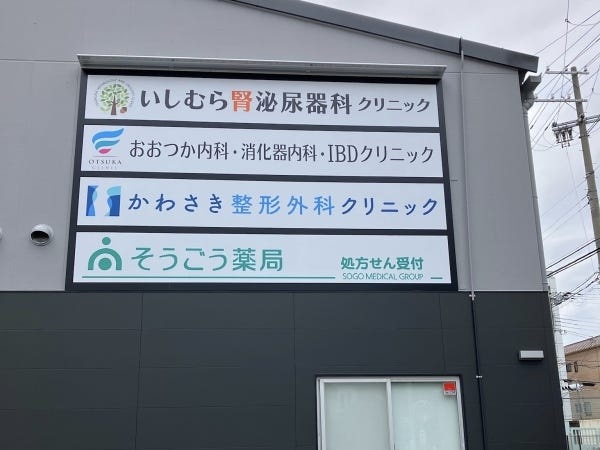 いしむら腎泌尿器科クリニック
OTSUKA
CLINIC
おおつか内科・消化器内科・IBDクリニック
かわさき整形外科クリニック
そうごう薬局
処方せん受付
SOGO MEDICAL GROUP